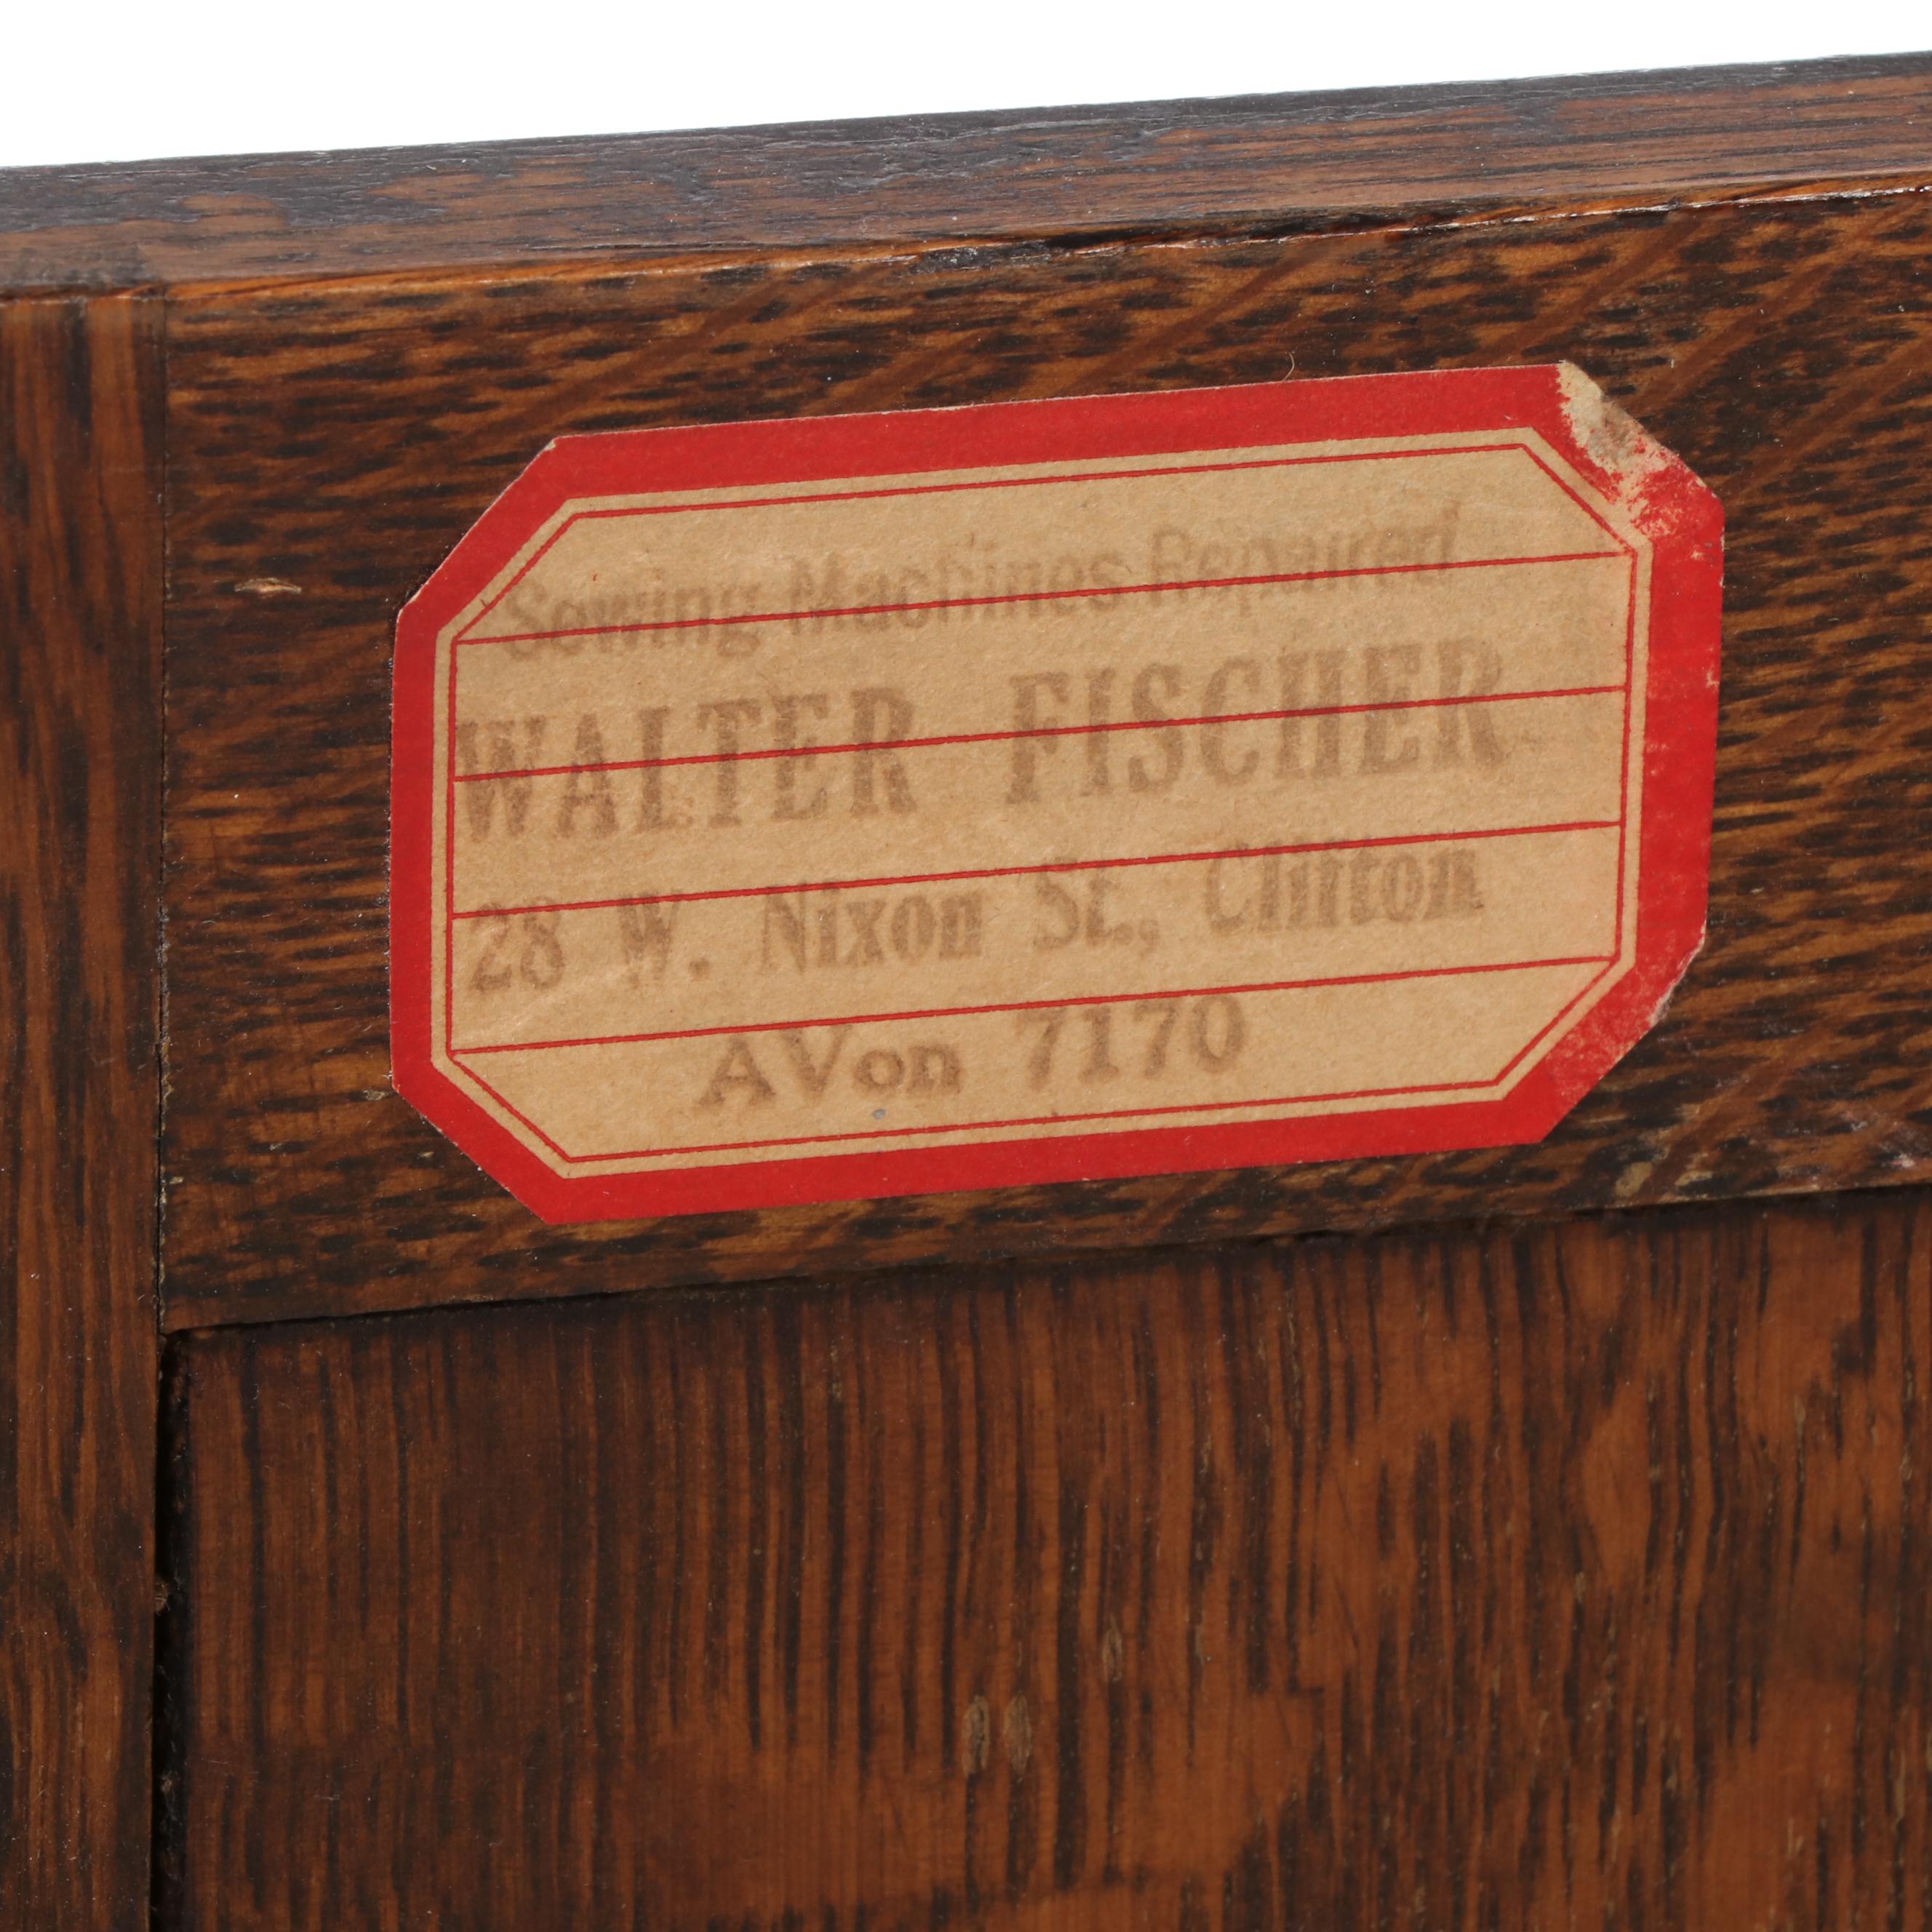 Sewing Machines Repaired
WALTER FISCHER
28 W. Nixon St., Clifton
AVon 7170